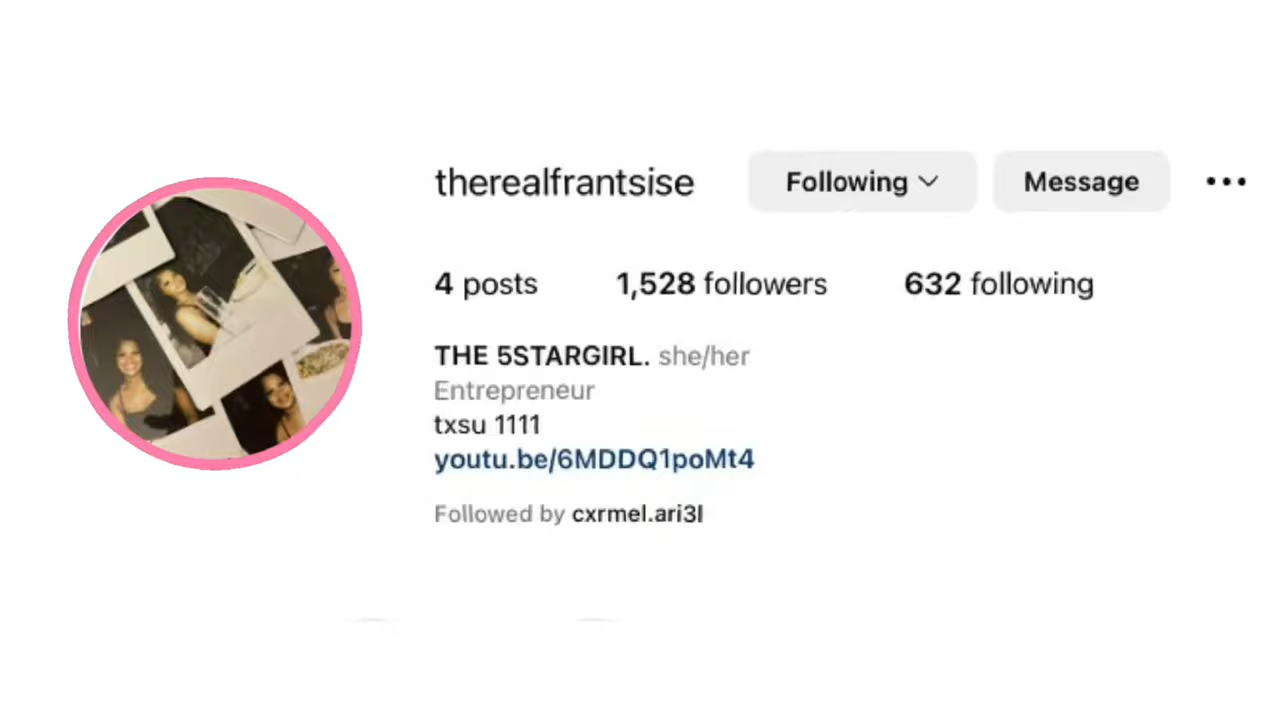 therealfrantsise Following Message
4 posts 1,528 followers 632 following
THE 5STARGIRL. she/her
Entrepreneur
txsu 1111
youtu.be/6MDDQ1poMt4
Followed by cxrmel.ari3l